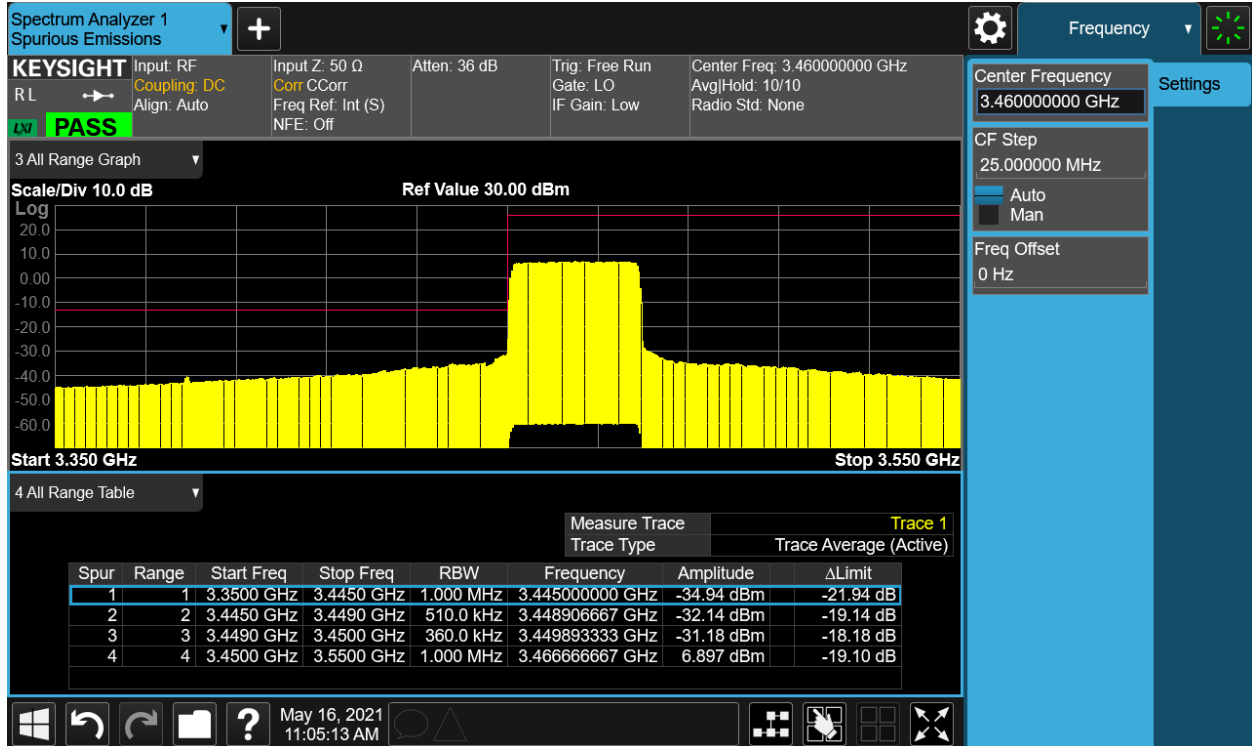 Spectrum Analyzer 1
Spurious Emissions
Frequency
KEYSIGHT
R L
LXI
PASS
Input: RF
Coupling: DC
Align: Auto
Input Z: 50 Ω
Corr CCorr
Freq Ref: Int (S)
NFE: Off
Atten: 36 dB
Trig: Free Run
Gate: LO
IF Gain: Low
Center Freq: 3.460000000 GHz
Avg|Hold: 10/10
Radio Std: None
Center Frequency
3.460000000 GHz
Settings
CF Step
25.000000 MHz
Auto
Man
Freq Offset
0 Hz
3 All Range Graph
Scale/Div 10.0 dB
Ref Value 30.00 dBm
Log
20.0
10.0
0.00
-10.0
-20.0
-30.0
-40.0
-50.0
-60.0
Start 3.350 GHz
Stop 3.550 GHz
4 All Range Table
Measure Trace Trace 1
Trace Type Trace Average (Active)
Spur Range Start Freq Stop Freq RBW Frequency Amplitude ΔLimit
1 1 3.3500 GHz 3.4450 GHz 1.000 MHz 3.445000000 GHz -34.94 dBm -21.94 dB
2 2 3.4450 GHz 3.4490 GHz 510.0 kHz 3.448906667 GHz -32.14 dBm -19.14 dB
3 3 3.4490 GHz 3.4500 GHz 360.0 kHz 3.449893333 GHz -31.18 dBm -18.18 dB
4 4 3.4500 GHz 3.5500 GHz 1.000 MHz 3.466666667 GHz 6.897 dBm -19.10 dB
?
May 16, 2021
11:05:13 AM